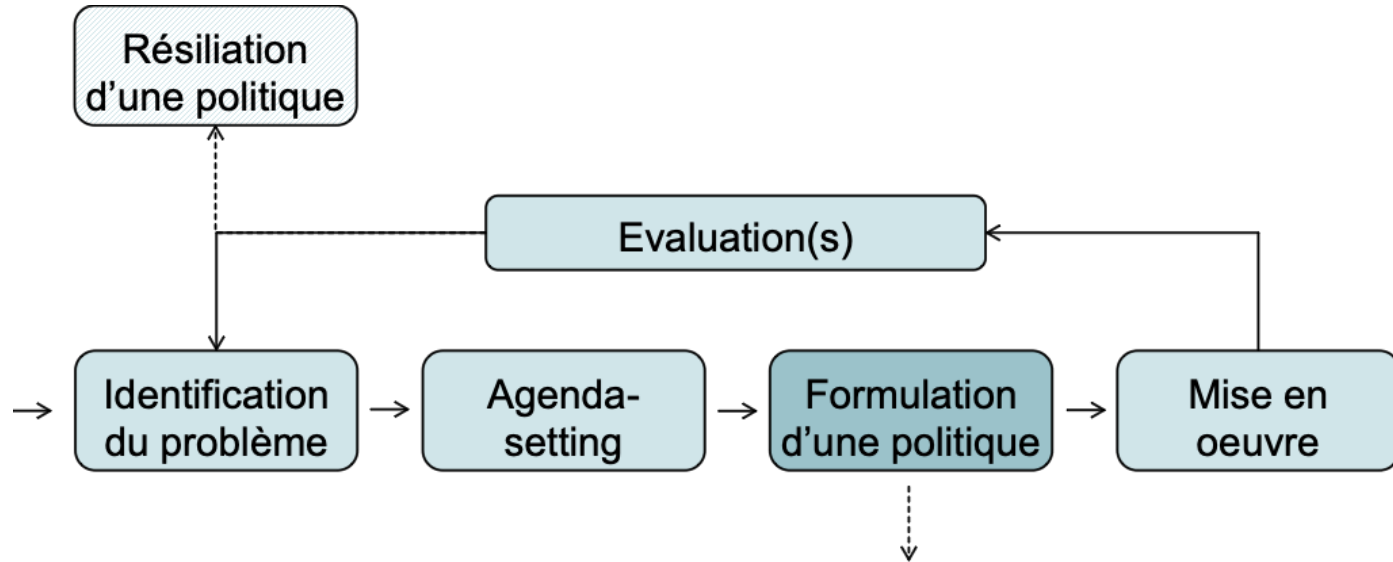 Résiliation
d’une politique
Evaluation(s)
Identification
du problème
Agenda-
setting
Formulation
d’une politique
Mise en
oeuvre